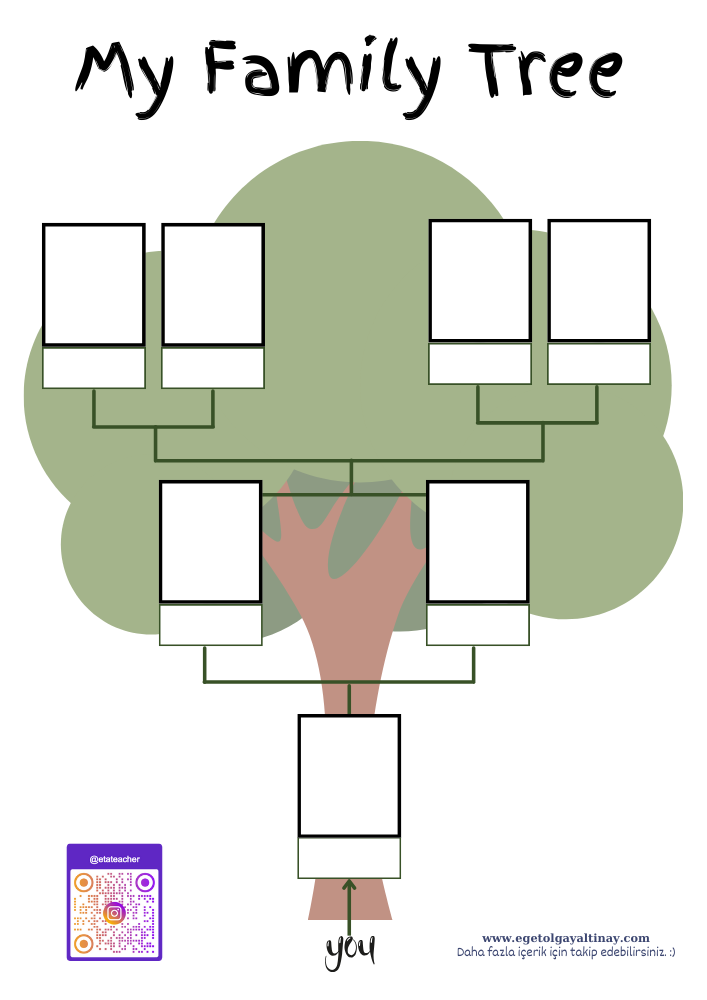 My Family Tree
@etateacher
you
www.egetolgayaltinay.com
Daha fazla içerik için takip edebilirsiniz. :)